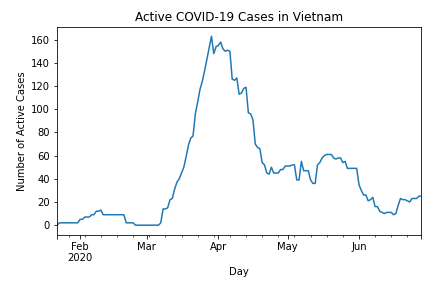 Active COVID-19 Cases in Vietnam
Number of Active Cases
160
140
120
100
80
60
40
20
0
Feb
2020
Mar
Apr
May
Jun
Day